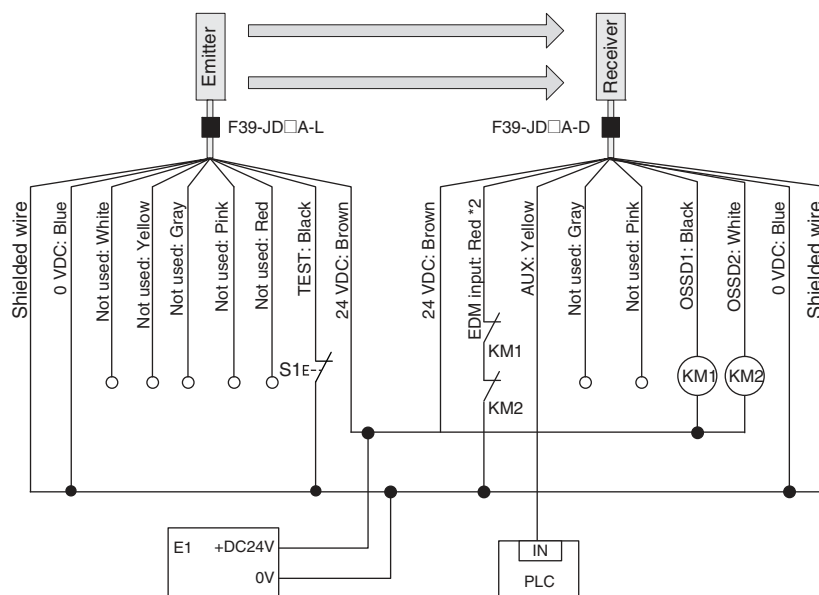 Emitter
Receiver
F39-JD□A-L
F39-JD□A-D
Shielded wire
0 VDC: Blue
Not used: White
Not used: Yellow
Not used: Gray
Not used: Pink
Not used: Red
TEST: Black
24 VDC: Brown
24 VDC: Brown
EDM input: Red *2
AUX: Yellow
Not used: Gray
Not used: Pink
OSSD1: Black
OSSD2: White
0 VDC: Blue
Shielded wire
S1
KM1
KM2
KM1
KM2
E1
+DC24V
0V
IN
PLC